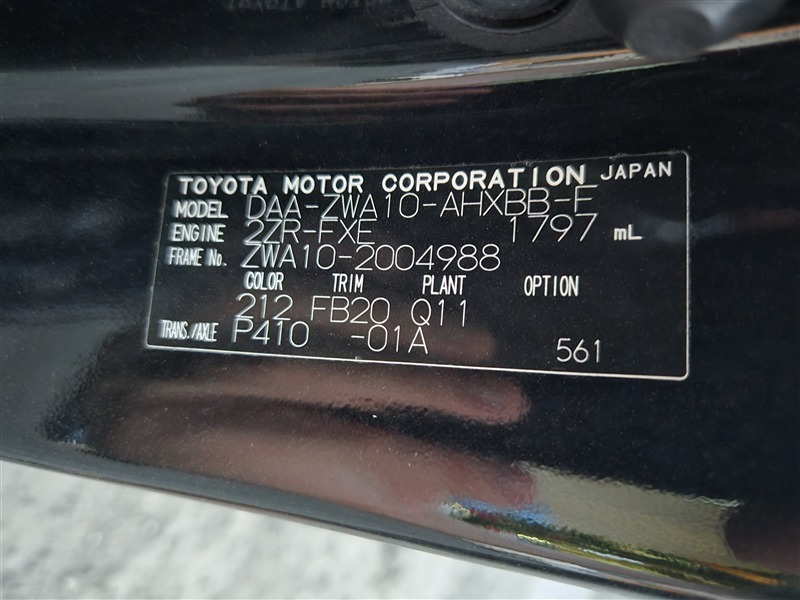 TOYOTA MOTOR CORPORATION JAPAN
MODEL DAA-ZWA10-AHXBB-F
ENGINE 2ZR-FXE 1797 mL
FRAME No. ZWA10-2004988
COLOR TRIM PLANT OPTION
212 FB20 Q11
TRANS./AXLE P410 -01A 561